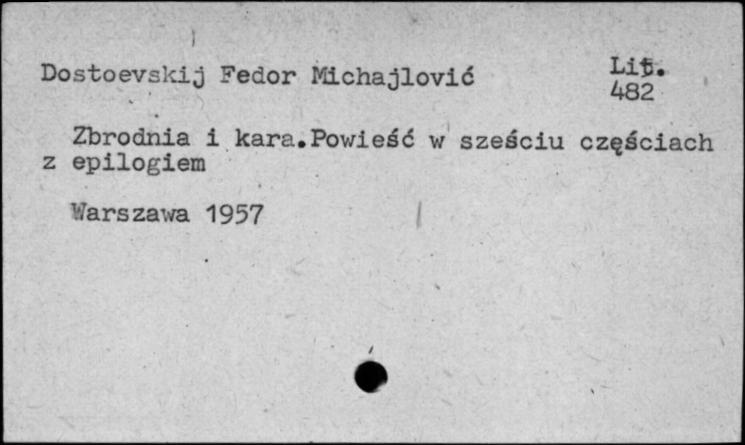 Dostoevskij Fedor Michajlović
Lit.
482
Zbrodnia i kara.Powieść w sześciu częściach
z epilogiem
Warszawa 1957